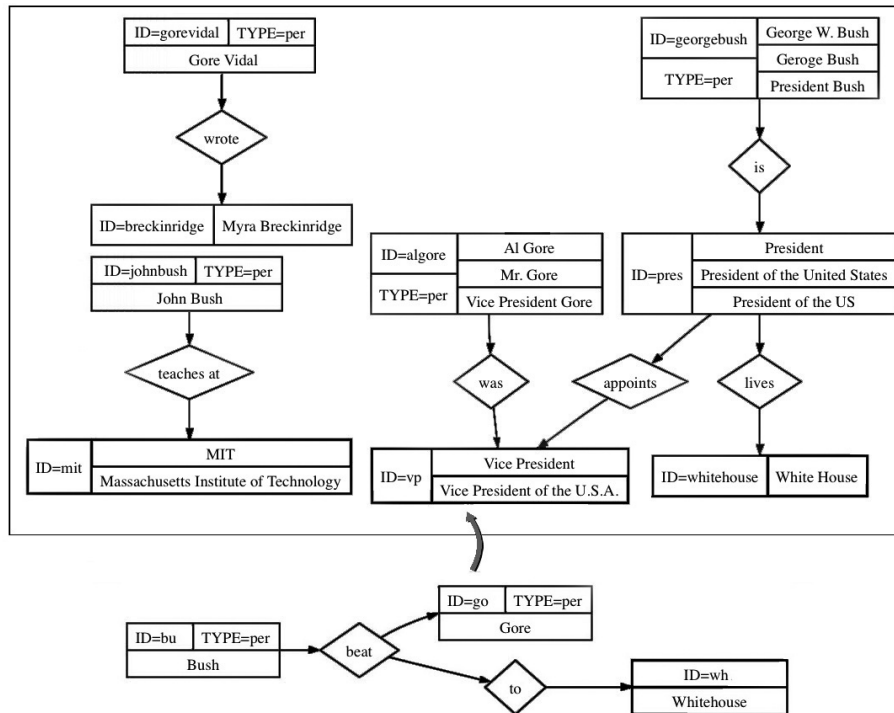 ID=gorevidal TYPE=per
Gore Vidal
wrote
ID=breckinridge Myra Breckinridge
ID=johnbush TYPE=per
John Bush
teaches at
ID=mit
MIT
Massachusetts Institute of Technology
ID=georgebush
TYPE=per
George W. Bush
Geroge Bush
President Bush
is
ID=algore
TYPE=per
Al Gore
Mr. Gore
Vice President Gore
ID=pres
President
President of the United States
President of the US
was
appoints
lives
ID=vp
Vice President
Vice President of the U.S.A.
ID=whitehouse White House
ID=bu TYPE=per
Bush
beat
ID=go TYPE=per
Gore
to
ID=wh
Whitehouse